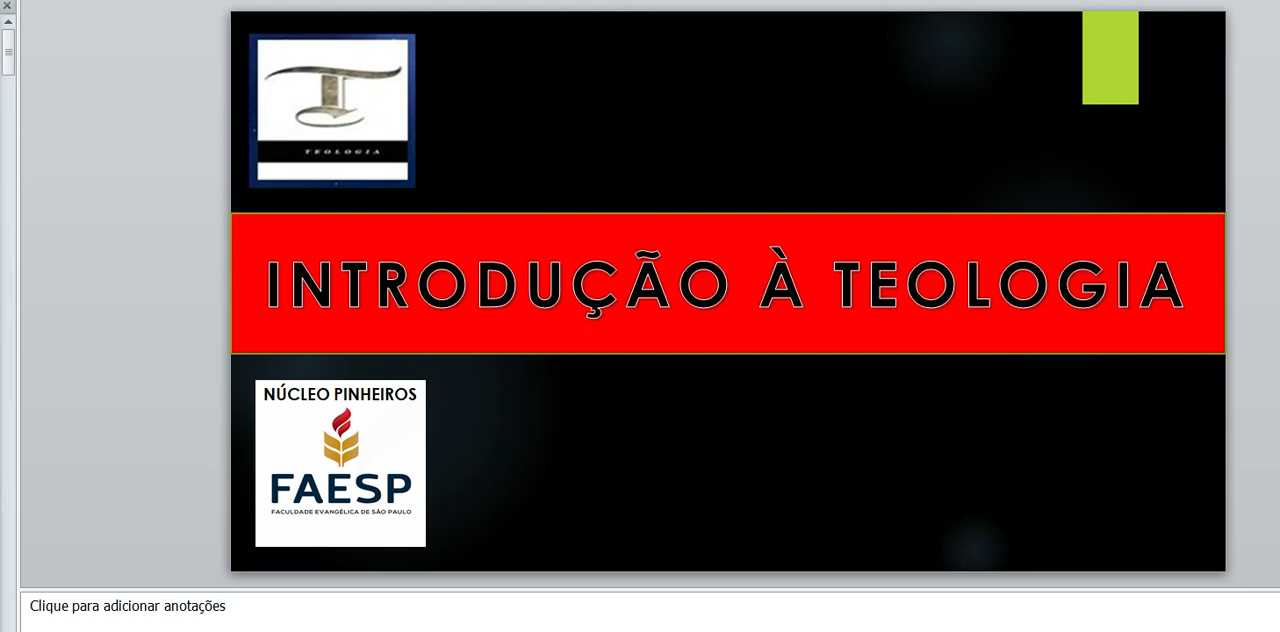 TEOLOGIA
INTRODUÇÃO À TEOLOGIA
NÚCLEO PINHEIROS
FAESP
FACULDADE EVANGÉLICA DE SÃO PAULO
Clique para adicionar anotações